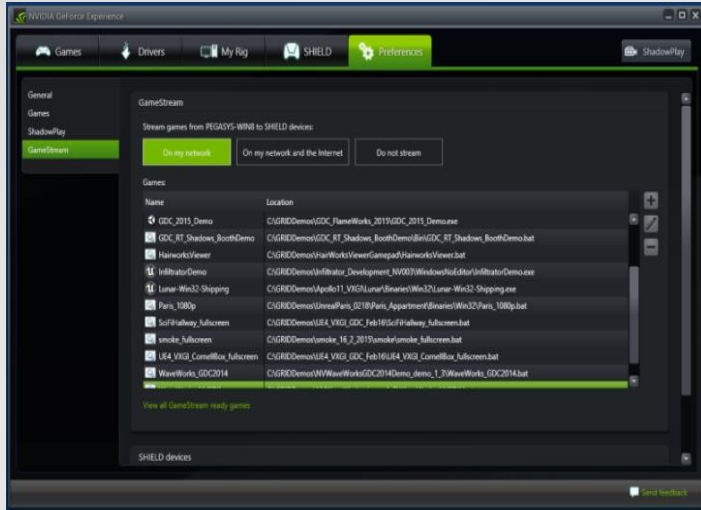 NVIDIA GeForce Experience
Games
Drivers
My Rig
SHIELD
Preferences
ShadowPlay
General
Games
ShadowPlay
GameStream
GameStream
Stream games from PEGASYS-WIN8 to SHIELD devices:
On my network
On my network and the Internet
Do not stream
Games:
Name Location
GDC_2015_Demo C:\GRIDDemos\GDC_FlameWorks_2015\GDC_2015_Demo.exe
GDC_RT_Shadows_BoothDemo C:\GRIDDemos\GDC_RT_Shadows_BoothDemo\Bin\GDC_RT_Shadows_BoothDemo.bat
HairworksViewer C:\GRIDDemos\HairWorksViewerGamepad\HairworksViewer.bat
InfiltratorDemo C:\GRIDDemos\Infiltrator_Development_NV003\WindowsNoEditor\InfiltratorDemo.exe
Lunar-Win32-Shipping C:\GRIDDemos\Apollo11_VXGI\Lunar\Binaries\Win32\Lunar-Win32-Shipping.exe
Paris_1080p C:\GRIDDemos\UnrealParis_0218\Paris_Appartment\Binaries\Win32\Paris_1080p.bat
SciFiHallway_fullscreen C:\GRIDDemos\UE4_VXGI_GDC_Feb16\SciFiHallway_fullscreen.bat
smoke_fullscreen C:\GRIDDemos\smoke_16_2_2015\smoke\smoke_fullscreen.bat
UE4_VXGI_CornellBox_fullscreen C:\GRIDDemos\UE4_VXGI_GDC_Feb16\UE4_VXGI_CornellBox_fullscreen.bat
WaveWorks_GDC2014 C:\GRIDDemos\NVWaveWorksGDC2014Demo_demo_1_3\WaveWorks_GDC2014.bat
View all GameStream ready games
SHIELD devices
Send feedback